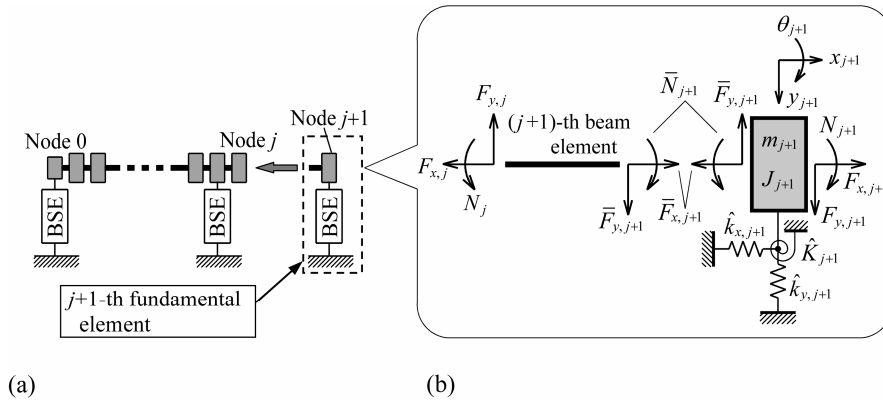 Node 0
Node j
Node j+1
BSE
BSE
BSE
j+1-th fundamental
element
(a)
F_{y,j}
F_{x,j}
N_j
(j+1)-th beam
element
N̄_{j+1}
F̄_{y,j+1}
F̄_{y,j+1}
F̄_{x,j+1}
θ_{j+1}
x_{j+1}
y_{j+1}
m_{j+1}
J_{j+1}
N_{j+1}
F_{x,j+
F_{y,j+1}
k̂_{x,j+1}
K̂_{j+1}
k̂_{y,j+1}
(b)